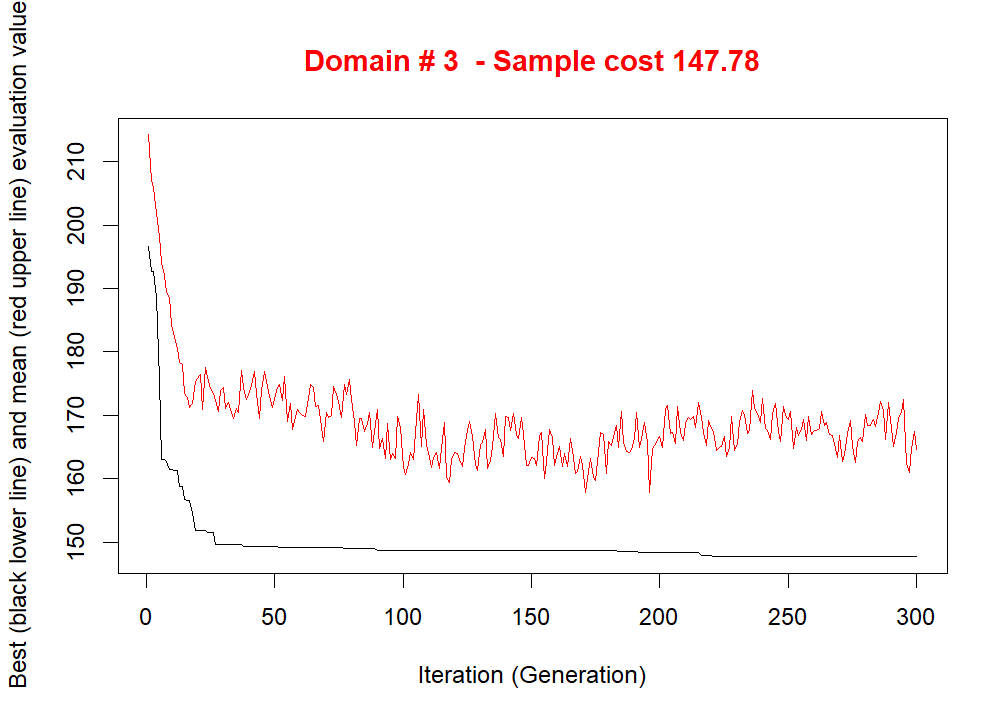 Domain # 3  - Sample cost 147.78
Best (black lower line) and mean (red upper line) evaluation value
210
200
190
180
170
160
150
0 50 100 150 200 250 300
Iteration (Generation)